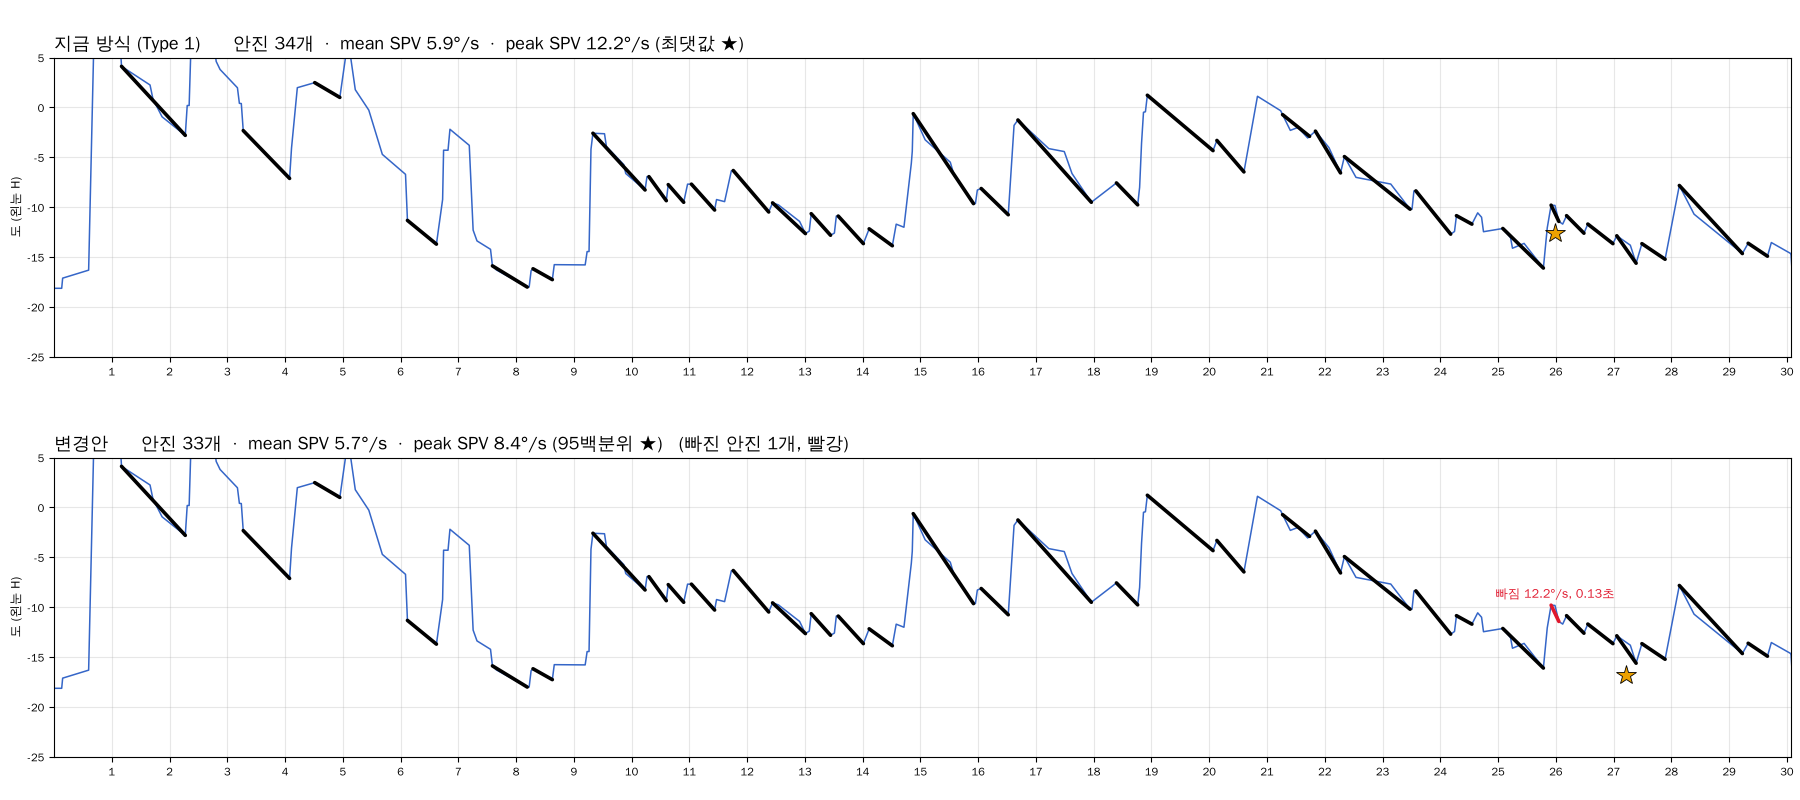 지금 방식 (Type 1)　　안진 34개 · mean SPV 5.9°/s · peak SPV 12.2°/s (최댓값 ★)
5
0
-5
-10
-15
-20
-25
도 (왼눈 H)
1 2 3 4 5 6 7 8 9 10 11 12 13 14 15 16 17 18 19 20 21 22 23 24 25 26 27 28 29 30
변경안　　안진 33개 · mean SPV 5.7°/s · peak SPV 8.4°/s (95백분위 ★) (빠진 안진 1개, 빨강)
5
0
-5
-10
-15
-20
-25
도 (왼눈 H)
빠짐 12.2°/s, 0.13초
1 2 3 4 5 6 7 8 9 10 11 12 13 14 15 16 17 18 19 20 21 22 23 24 25 26 27 28 29 30